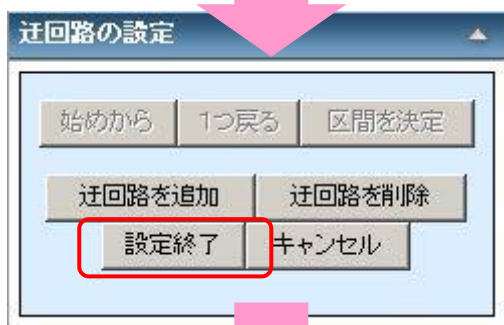 迂回路の設定
始めから 1つ戻る 区間を決定
迂回路を追加 迂回路を削除
設定終了 キャンセル